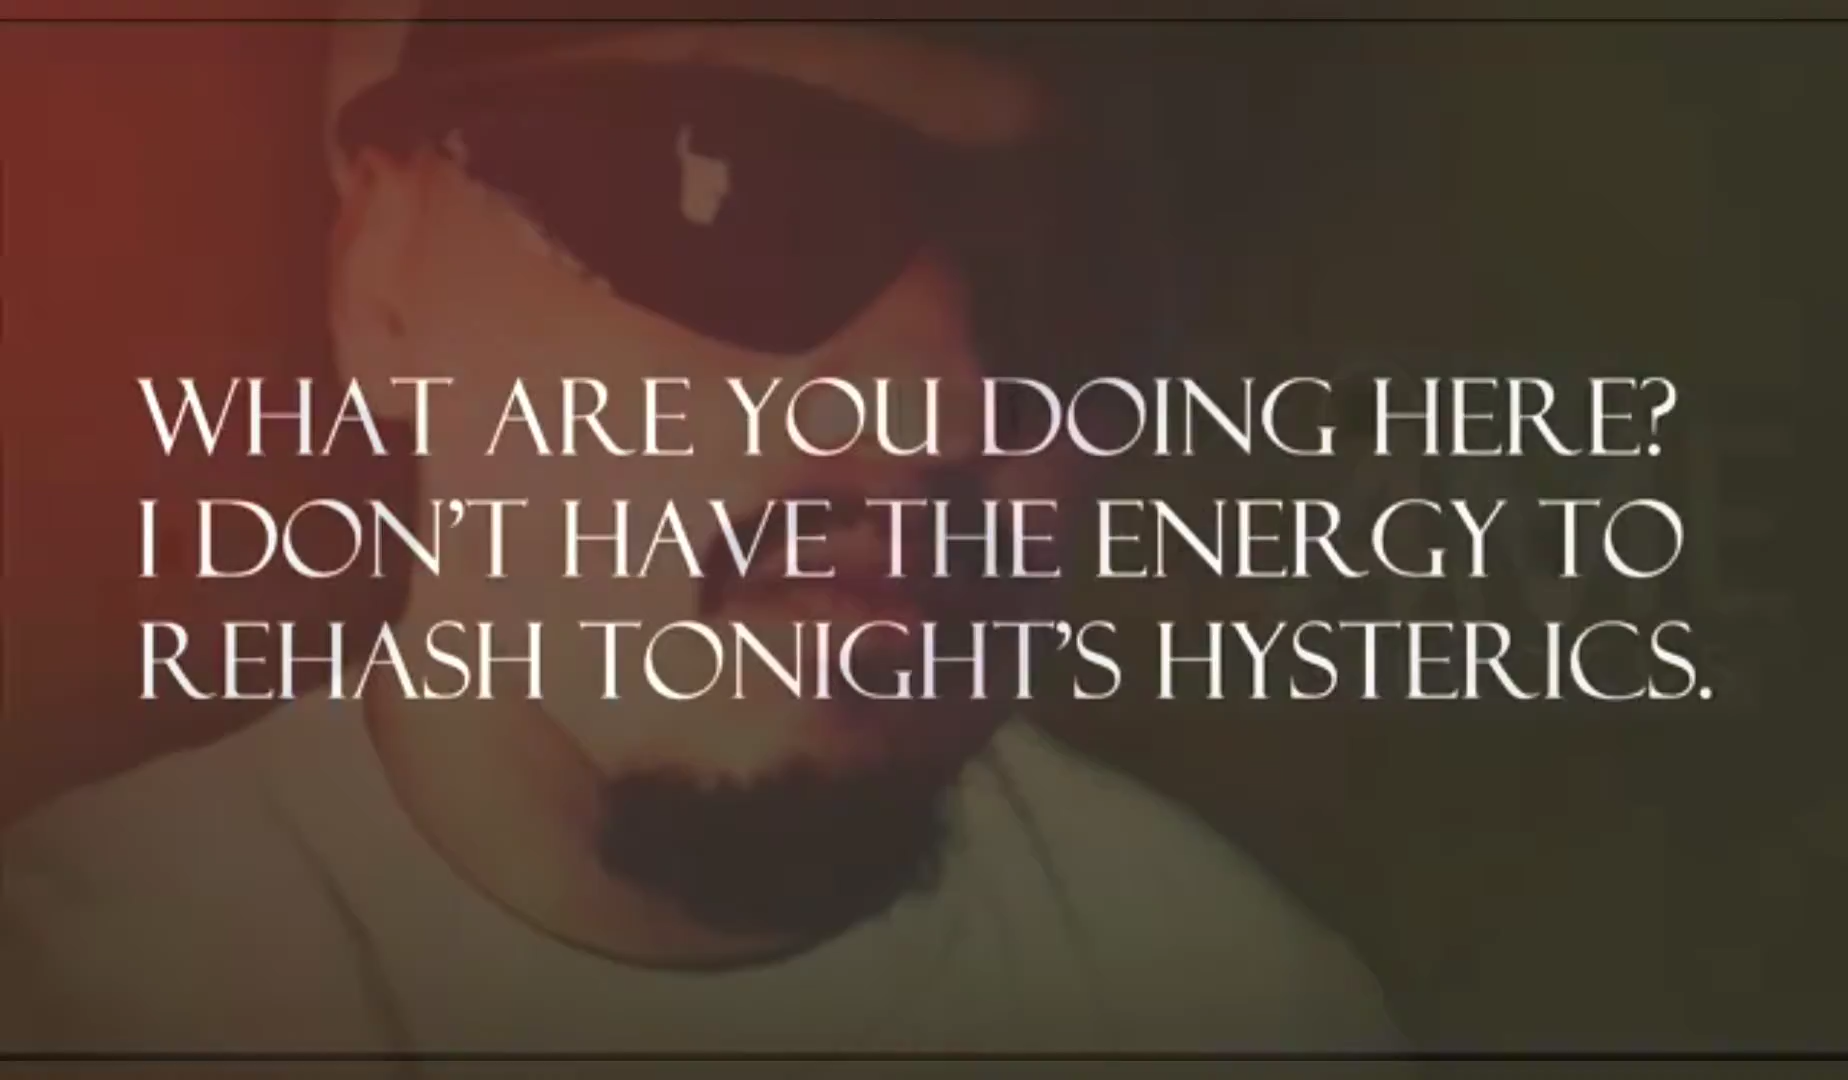 WHAT ARE YOU DOING HERE?
I DON'T HAVE THE ENERGY TO
REHASH TONIGHT'S HYSTERICS.